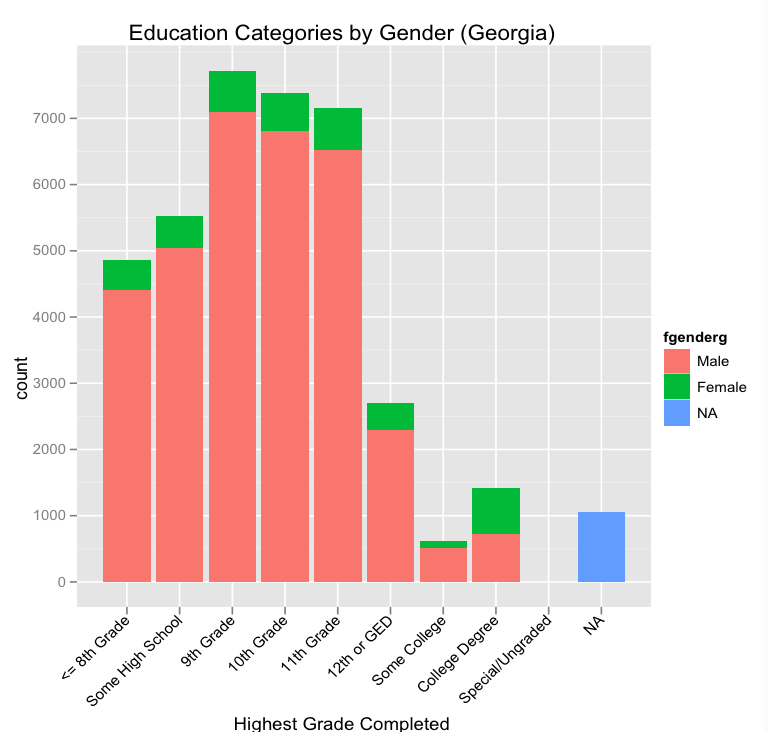 Education Categories by Gender (Georgia)
count
7000
6000
5000
4000
3000
2000
1000
0
<= 8th Grade
Some High School
9th Grade
10th Grade
11th Grade
12th or GED
Some College
College Degree
Special/Ungraded
NA
Highest Grade Completed
fgenderg
Male
Female
NA